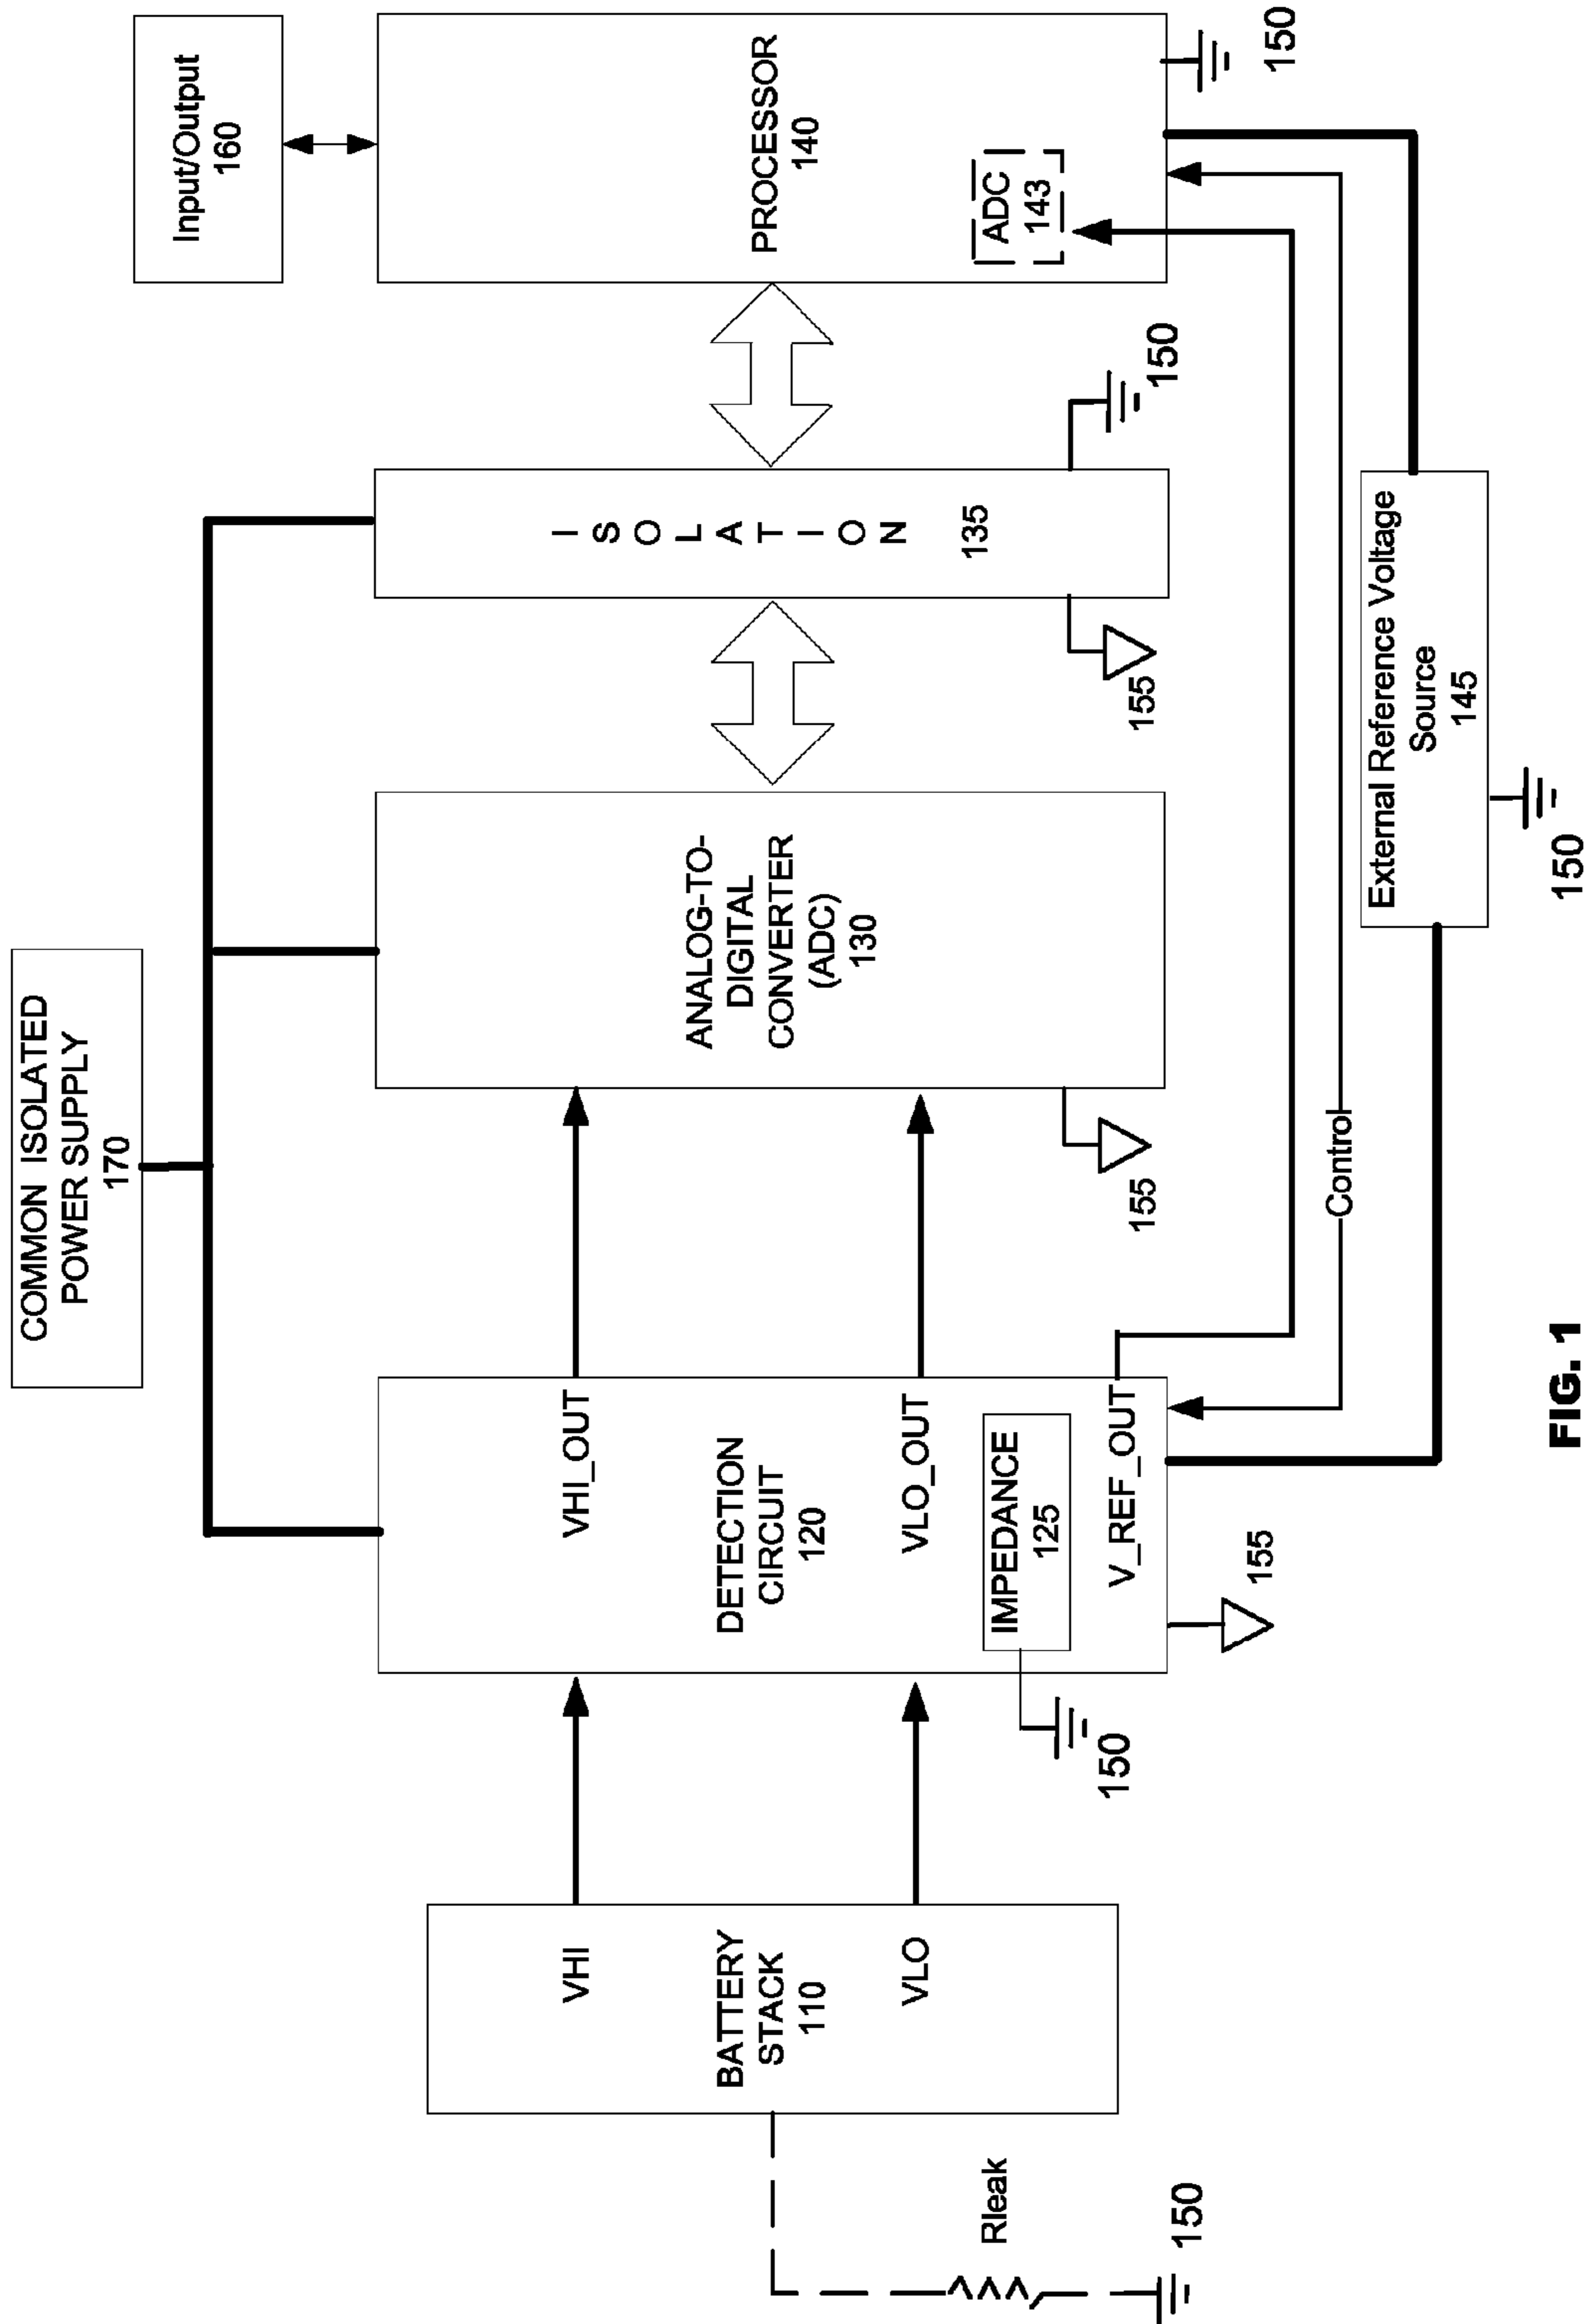 COMMON ISOLATED
POWER SUPPLY
170
Input/Output
160
BATTERY
STACK
110
VHI
VLO
Rleak
150
DETECTION
CIRCUIT
120
VHI_OUT
VLO_OUT
IMPEDANCE
125
V_REF_OUT
150
155
ANALOG-TO-
DIGITAL
CONVERTER
(ADC)
130
155
ISOLATION
135
155
150
PROCESSOR
140
ADC
143
150
Control
External Reference Voltage
Source
145
150
FIG. 1